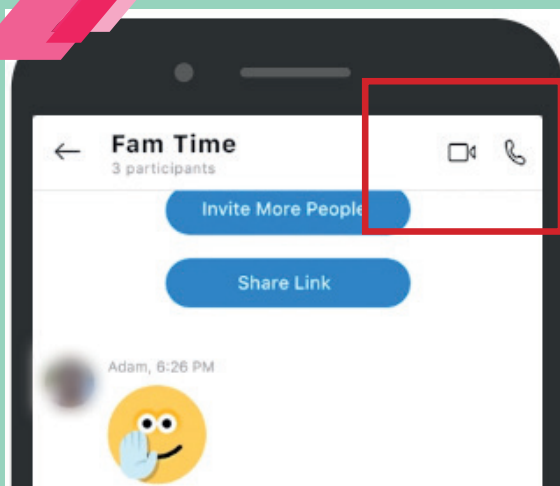 Fam Time
3 participants
Invite More People
Share Link
Adam, 6:26 PM